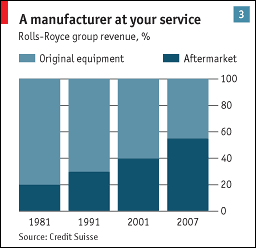 A manufacturer at your service
3
Rolls-Royce group revenue, %
Original equipment Aftermarket
100
80
60
40
20
0
1981 1991 2001 2007
Source: Credit Suisse